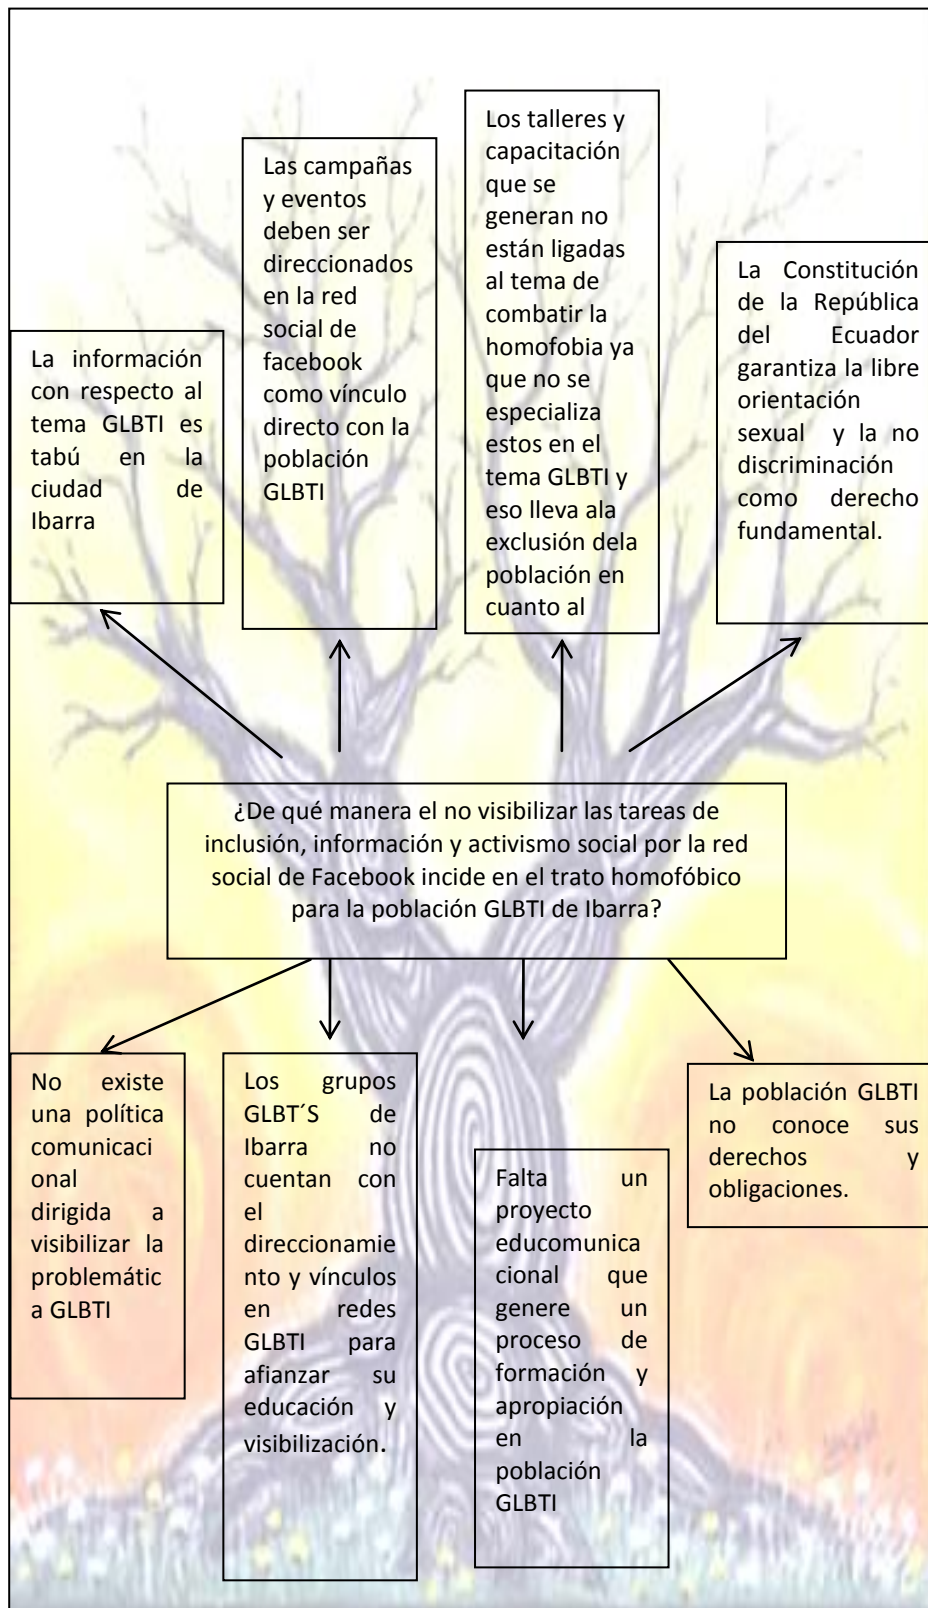 Los talleres y
capacitación
que se
generan no
están ligadas
al tema de
combatir la
homofobia ya
que no se
especializa
estos en el
tema GLBTI y
eso lleva ala
exclusión dela
población en
cuanto al
Las campañas
y eventos
deben ser
direccionados
en la red
social de
facebook
como vínculo
directo con la
población
GLBTI
La Constitución
de la República
del Ecuador
garantiza la libre
orientación
sexual y la no
discriminación
como derecho
fundamental.
La información
con respecto al
tema GLBTI es
tabú en la
ciudad de
Ibarra
¿De qué manera el no visibilizar las tareas de
inclusión, información y activismo social por la red
social de Facebook incide en el trato homofóbico
para la población GLBTI de Ibarra?
No existe
una política
comunicaci
onal
dirigida a
visibilizar la
problemátic
a GLBTI
Los grupos
GLBT´S de
Ibarra no
cuentan con
el
direccionamie
nto y vínculos
en redes
GLBTI para
afianzar su
educación y
visibilización.
Falta un
proyecto
educomunica
cional que
genere un
proceso de
formación y
apropiación
en la
población
GLBTI
La población GLBTI
no conoce sus
derechos y
obligaciones.